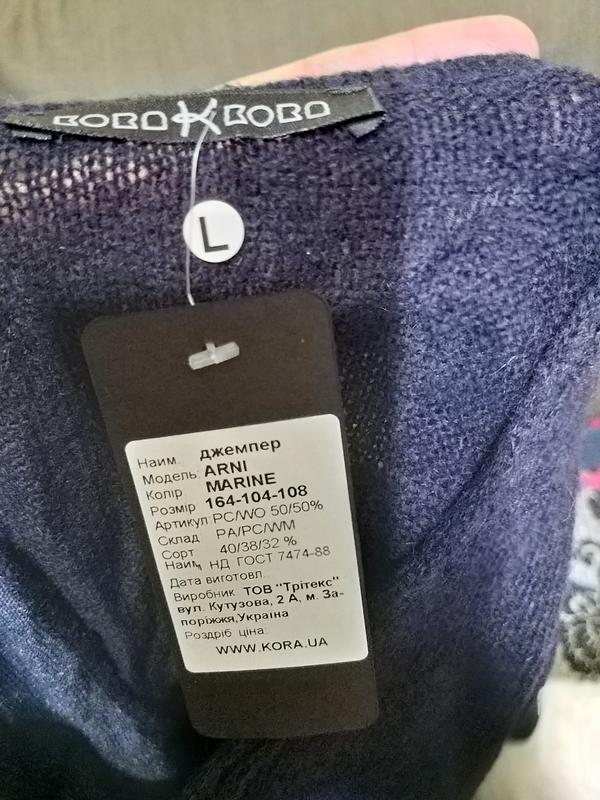 KORA K KORA
L
Наим. джемпер
Модель: ARNI
Колір MARINE
Розмір 164-104-108
Артикул: PC/WO 50/50%
Склад PA/PC/WM
Сорт 40/38/32 %
Наим, НД ГОСТ 7474-88
Дата виготовл.
Виробник ТОВ "Трітекс"
вул. Кутузова, 2 А, м. За-
поріжжя,Україна
Роздріб. ціна.
WWW.KORA.UA